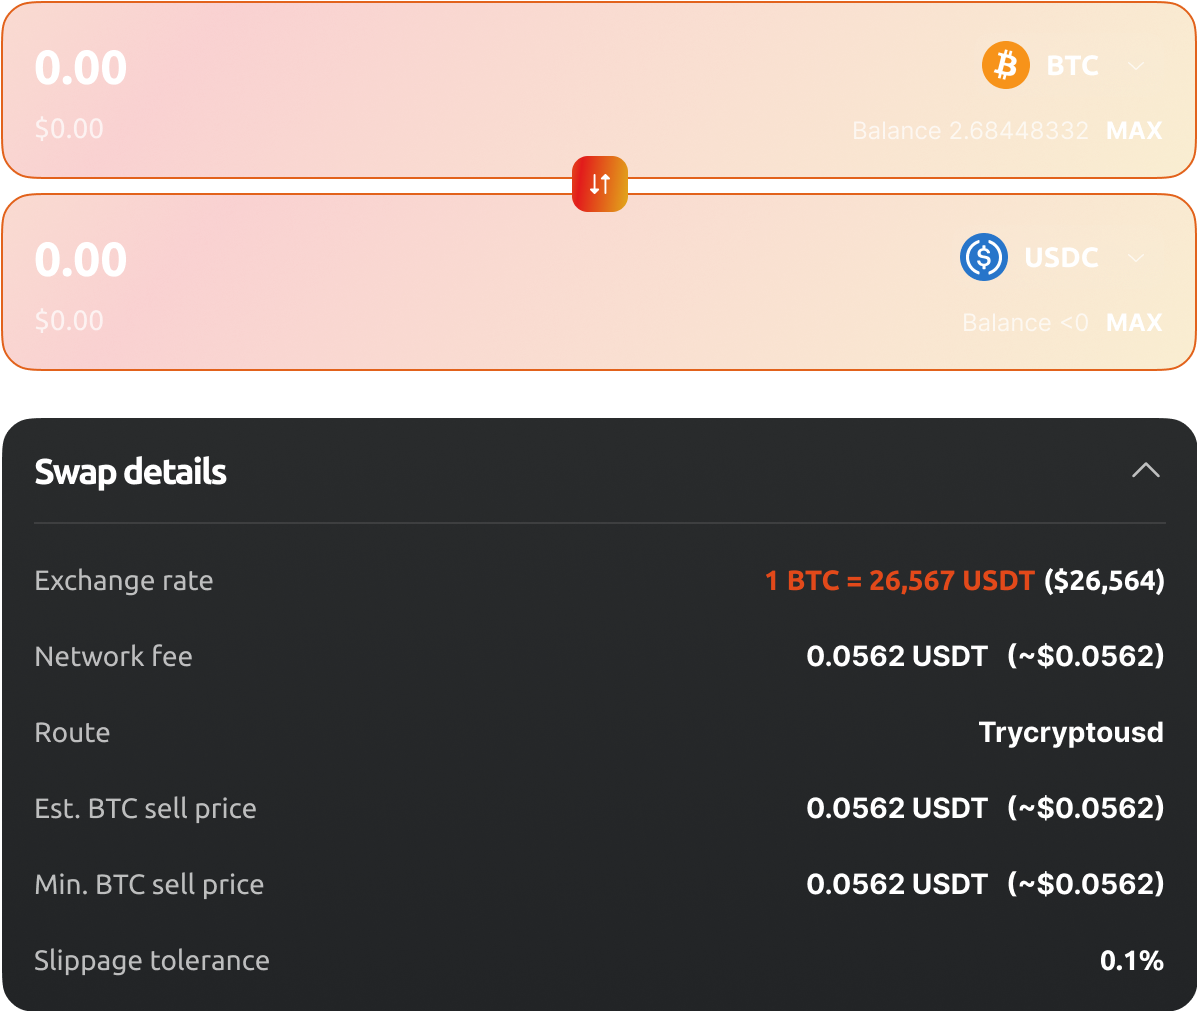 0.00
BTC
$0.00
Balance 2.68448332 MAX
0.00
USDC
$0.00
Balance <0 MAX
Swap details
Exchange rate
1 BTC = 26,567 USDT ($26,564)
Network fee
0.0562 USDT (~$0.0562)
Route
Trycryptousd
Est. BTC sell price
0.0562 USDT (~$0.0562)
Min. BTC sell price
0.0562 USDT (~$0.0562)
Slippage tolerance
0.1%